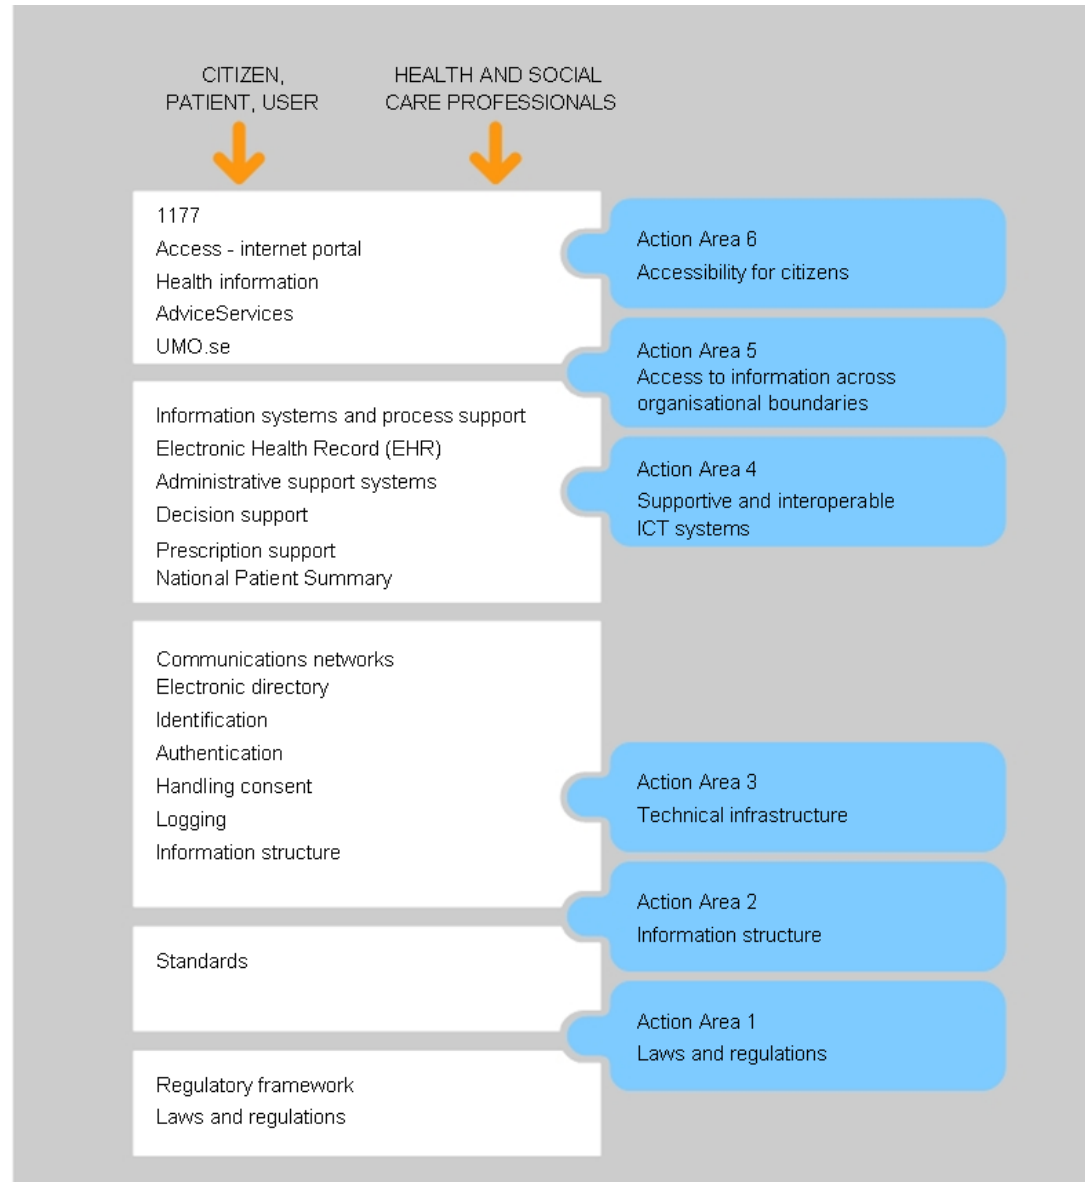 CITIZEN,
PATIENT, USER
HEALTH AND SOCIAL
CARE PROFESSIONALS
1177
Access - internet portal
Health information
AdviceServices
UMO.se
Action Area 6
Accessibility for citizens
Action Area 5
Access to information across
organisational boundaries
Information systems and process support
Electronic Health Record (EHR)
Administrative support systems
Decision support
Prescription support
National Patient Summary
Action Area 4
Supportive and interoperable
ICT systems
Communications networks
Electronic directory
Identification
Authentication
Handling consent
Logging
Information structure
Action Area 3
Technical infrastructure
Action Area 2
Information structure
Standards
Action Area 1
Laws and regulations
Regulatory framework
Laws and regulations